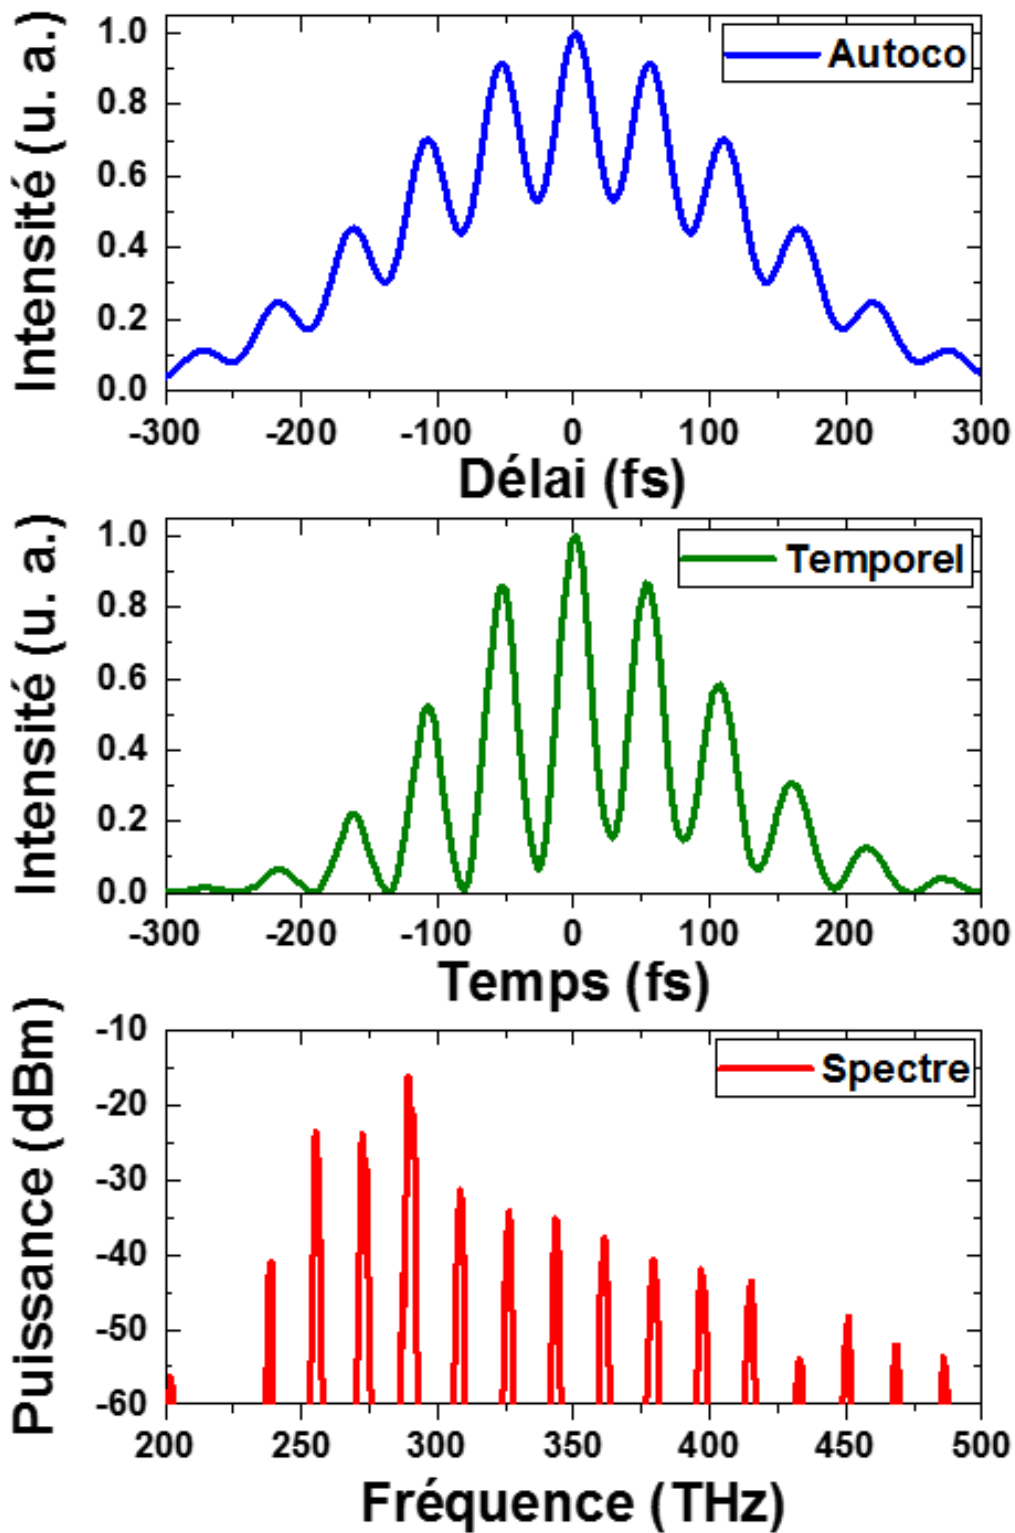 Intensité (u. a.)
1.0
0.8
0.6
0.4
0.2
0.0
Autoco
-300 -200 -100 0 100 200 300
Délai (fs)
Intensité (u. a.)
1.0
0.8
0.6
0.4
0.2
0.0
Temporel
-300 -200 -100 0 100 200 300
Temps (fs)
Puissance (dBm)
-10
-20
-30
-40
-50
-60
Spectre
200 250 300 350 400 450 500
Fréquence (THz)